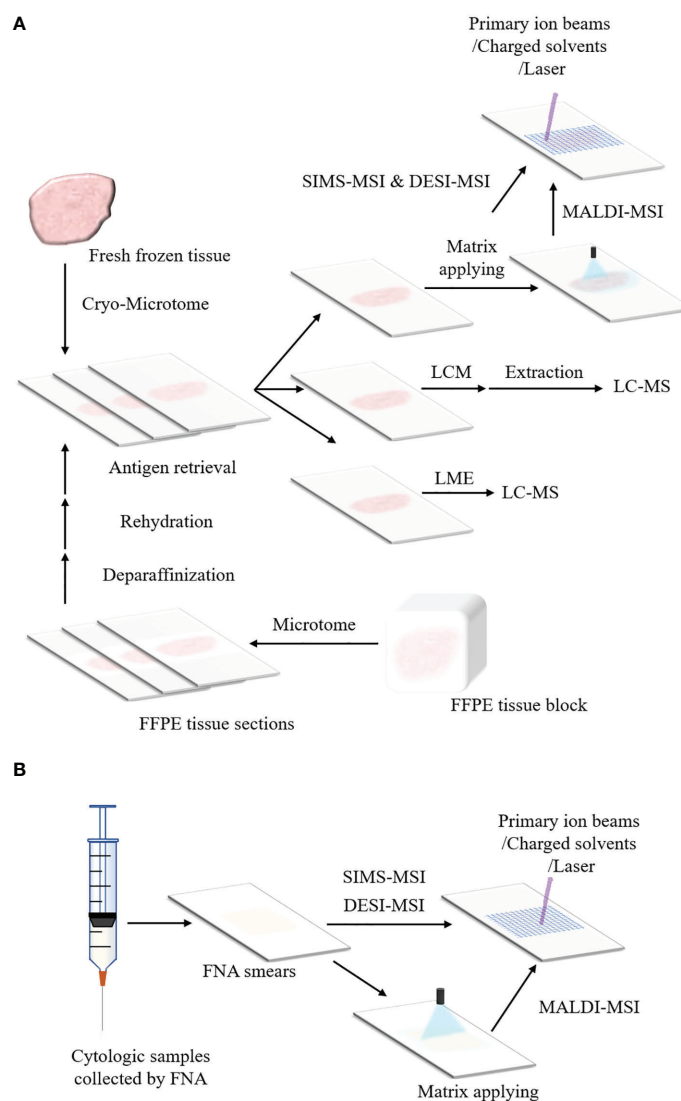 A
Primary ion beams
/Charged solvents
/Laser
SIMS-MSI & DESI-MSI
MALDI-MSI
Fresh frozen tissue
Matrix
applying
Cryo-Microtome
LCM
Extraction
LC-MS
Antigen retrieval
LME
LC-MS
Rehydration
Deparaffinization
Microtome
FFPE tissue block
FFPE tissue sections
B
Primary ion beams
/Charged solvents
/Laser
SIMS-MSI
DESI-MSI
FNA smears
MALDI-MSI
Cytologic samples
collected by FNA
Matrix applying